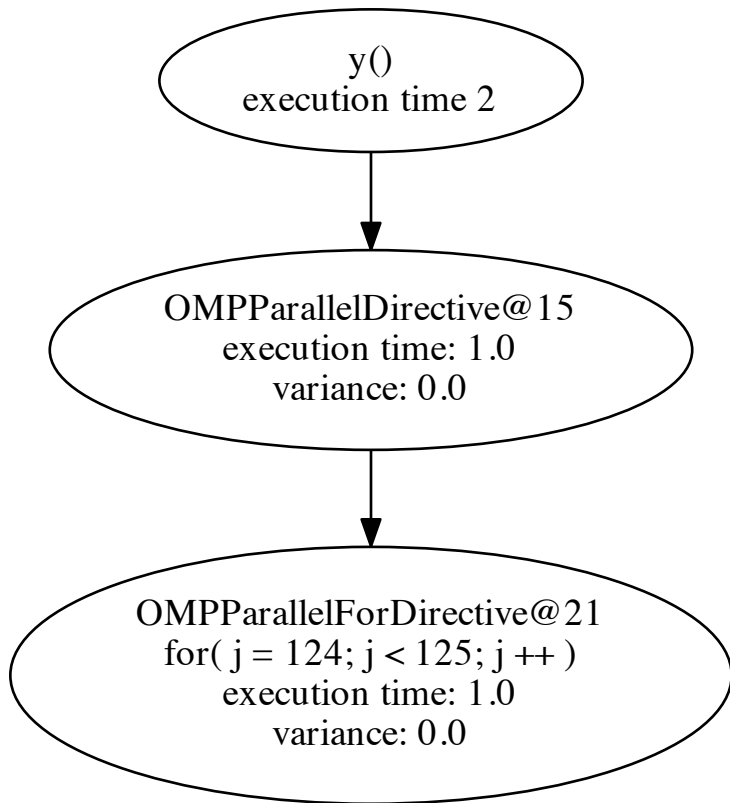 y()
execution time 2
OMPParallelDirective@15
execution time: 1.0
variance: 0.0
OMPParallelForDirective@21
for( j = 124; j < 125; j ++ )
execution time: 1.0
variance: 0.0